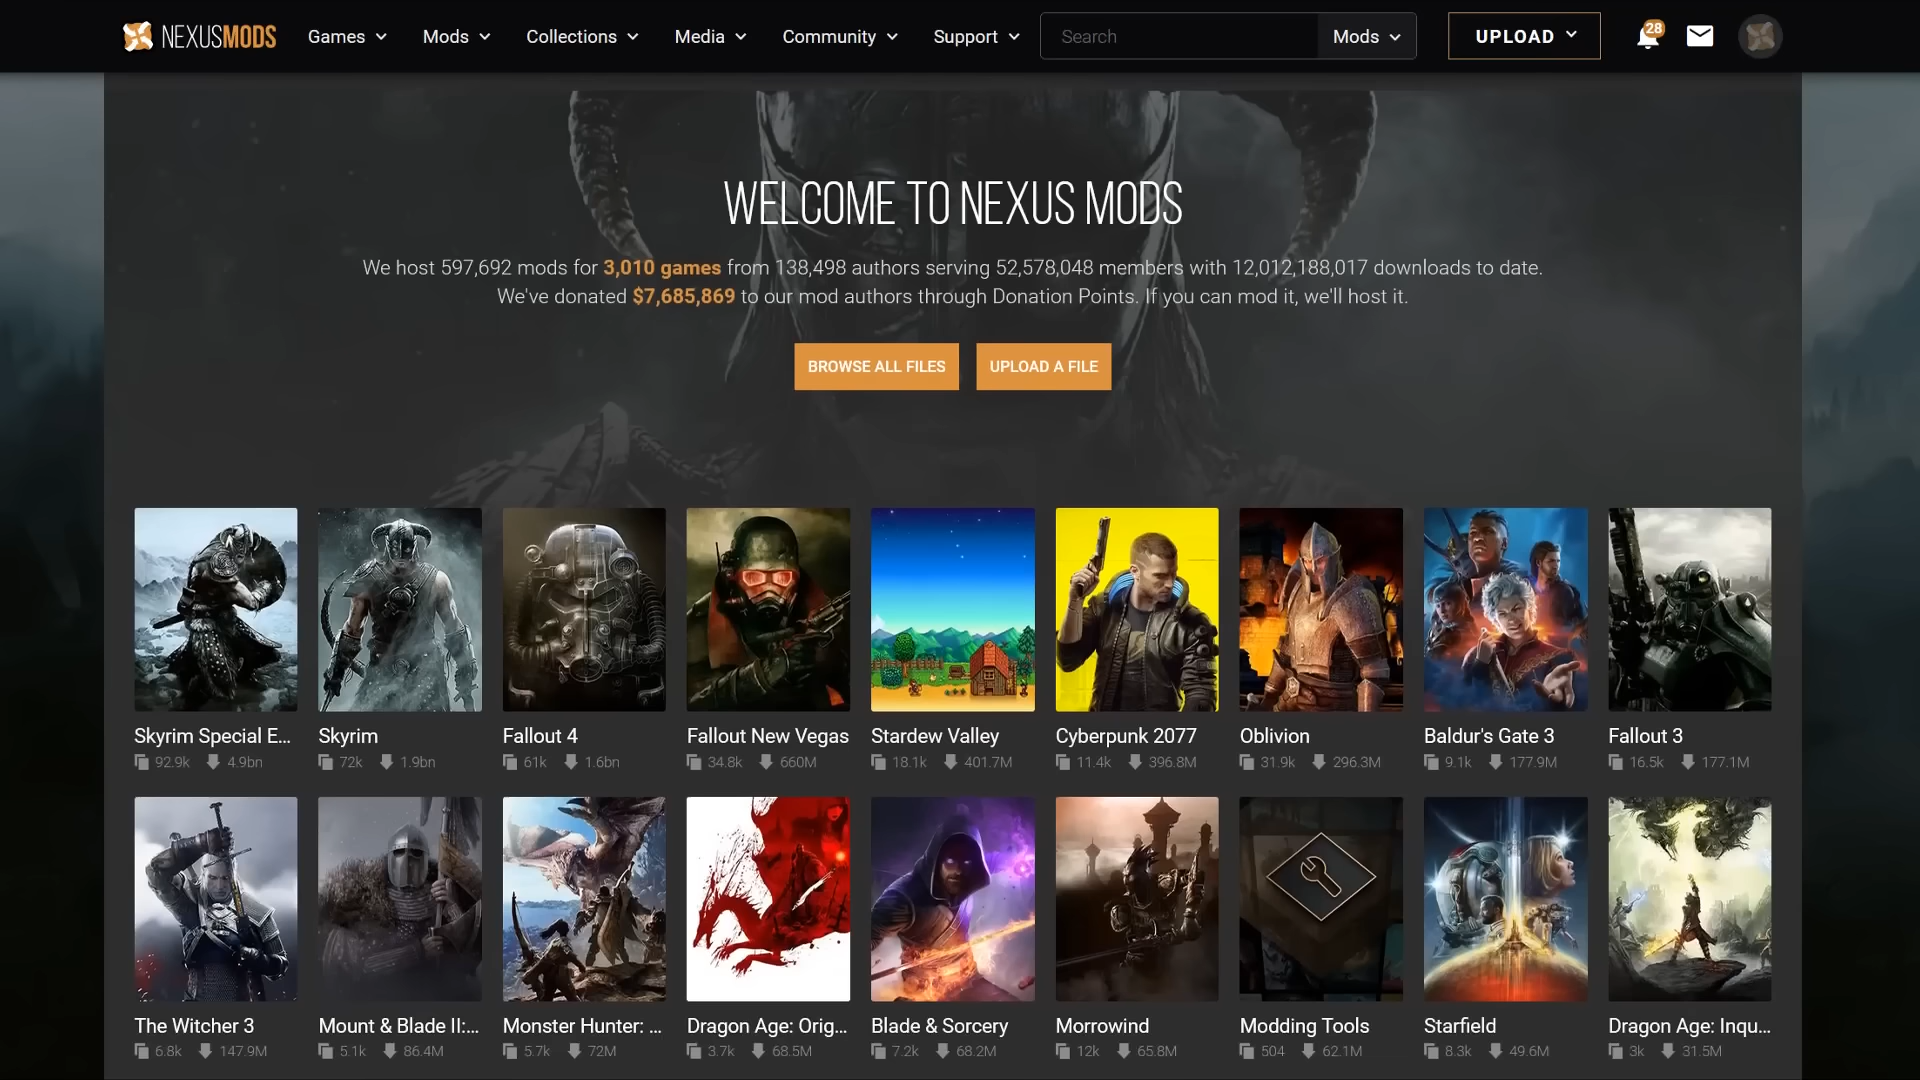 NEXUSMODS
Games
Mods
Collections
Media
Community
Support
Search
Mods
UPLOAD
28
WELCOME TO NEXUS MODS
We host 597,692 mods for 3,010 games from 138,498 authors serving 52,578,048 members with 12,012,188,017 downloads to date.
We've donated $7,685,869 to our mod authors through Donation Points. If you can mod it, we'll host it.
BROWSE ALL FILES
UPLOAD A FILE
Skyrim Special E...
92.9k 4.9bn
Skyrim
72k 1.9bn
Fallout 4
61k 1.6bn
Fallout New Vegas
34.8k 660M
Stardew Valley
18.1k 401.7M
Cyberpunk 2077
11.4k 396.8M
Oblivion
31.9k 296.3M
Baldur's Gate 3
9.1k 177.9M
Fallout 3
16.5k 177.1M
The Witcher 3
6.8k 147.9M
Mount & Blade II:...
5.1k 86.4M
Monster Hunter: ...
5.7k 72M
Dragon Age: Orig...
3.7k 68.5M
Blade & Sorcery
7.2k 68.2M
Morrowind
12k 65.8M
Modding Tools
504 62.1M
Starfield
8.3k 49.6M
Dragon Age: Inqu...
3k 31.5M